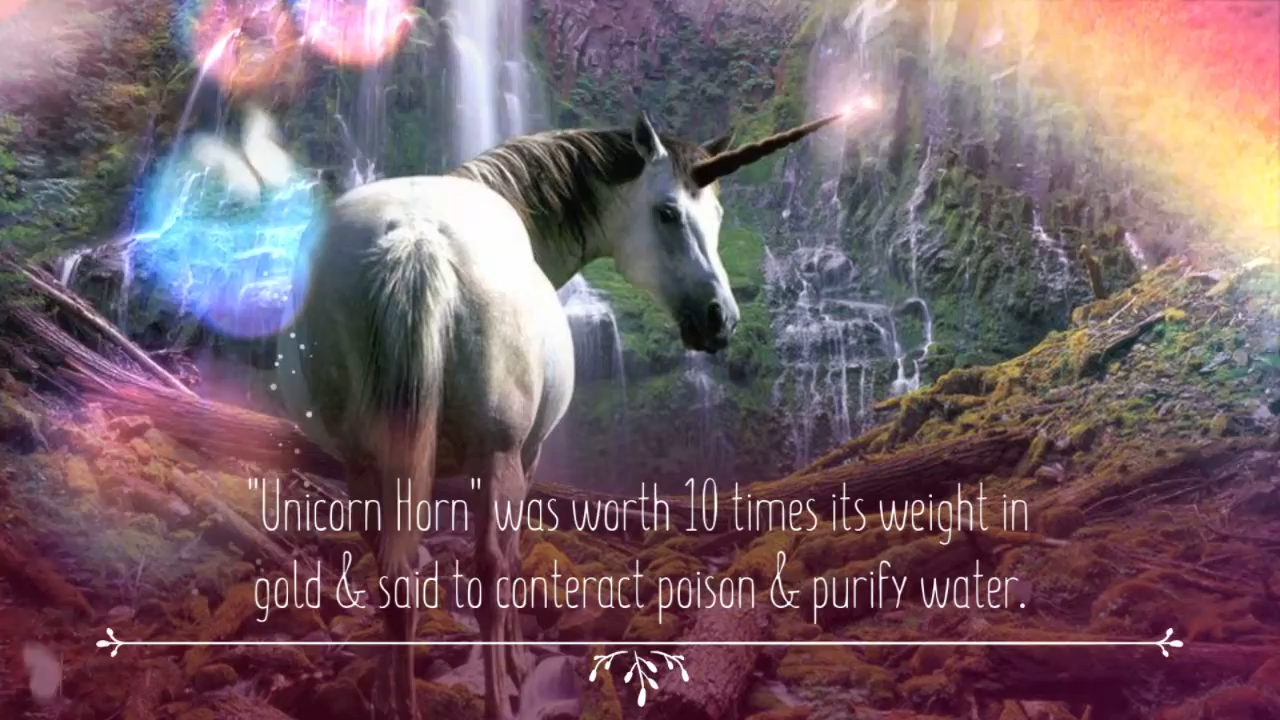 "Unicorn Horn" was worth 10 times its weight in
gold & said to conteract poison & purify water.